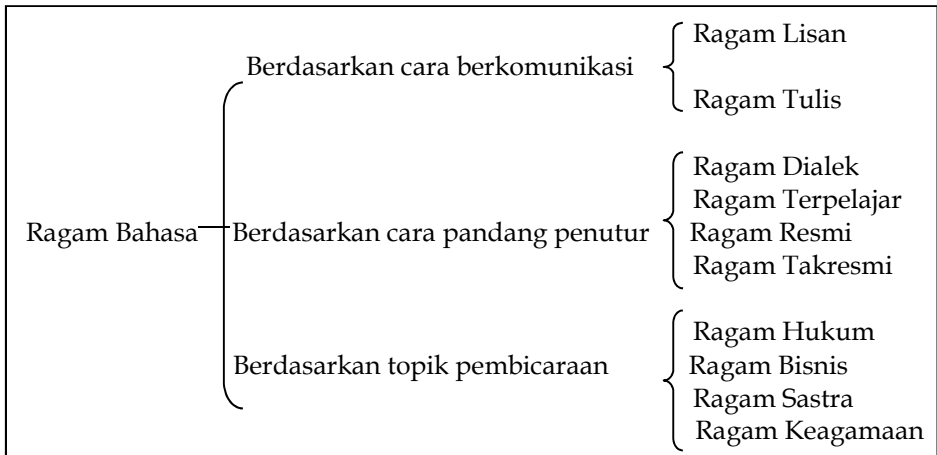 Ragam Bahasa
Berdasarkan cara berkomunikasi
Ragam Lisan
Ragam Tulis
Berdasarkan cara pandang penutur
Ragam Dialek
Ragam Terpelajar
Ragam Resmi
Ragam Takresmi
Berdasarkan topik pembicaraan
Ragam Hukum
Ragam Bisnis
Ragam Sastra
Ragam Keagamaan